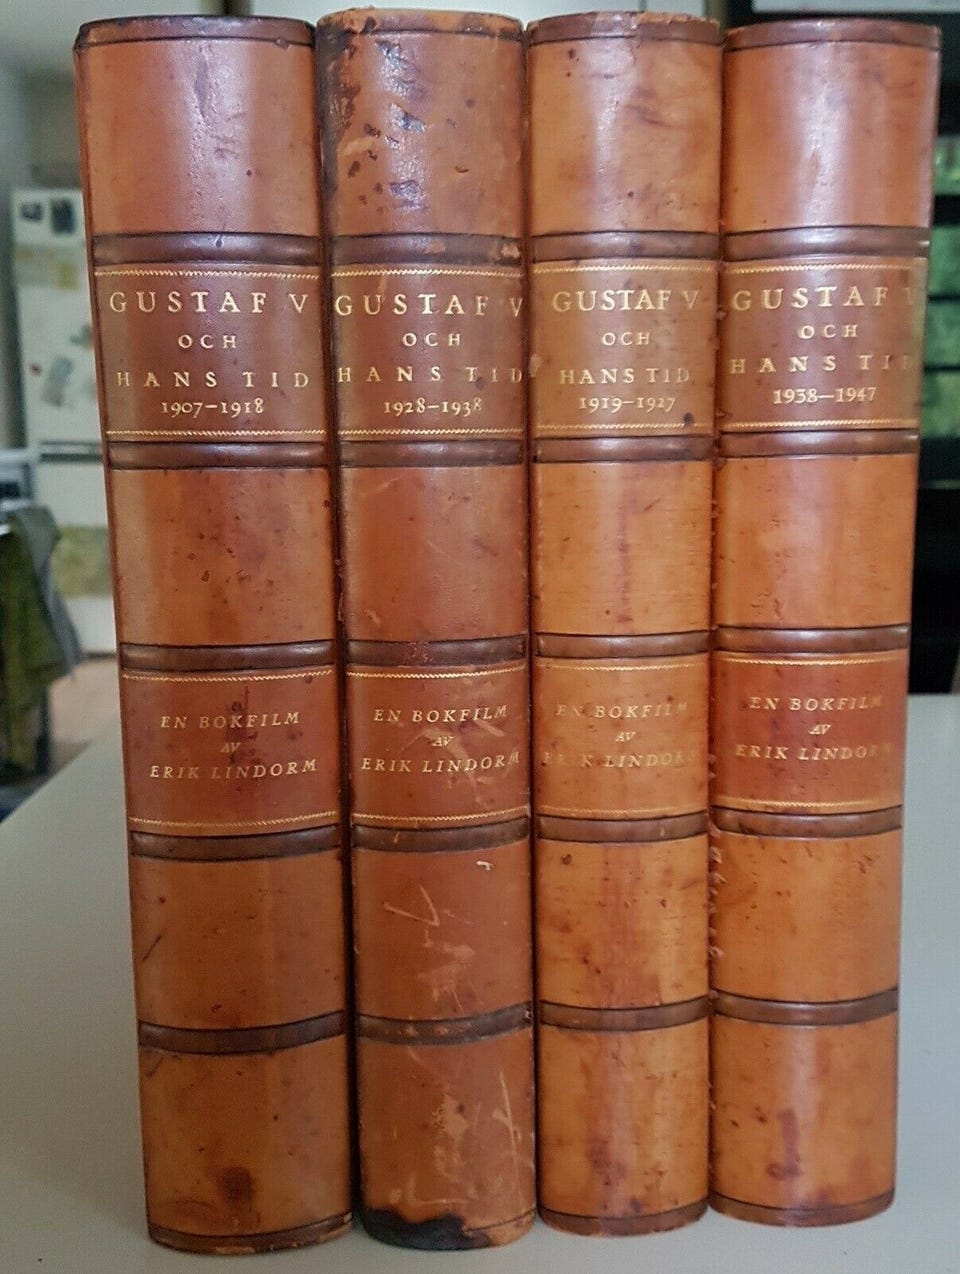 GUSTAF V
OCH
HANS TID
1907–1918
EN BOKFILM
AV
ERIK LINDORM
GUSTAF V
OCH
HANS TID
1928–1938
EN BOKFILM
AV
ERIK LINDORM
GUSTAF V
OCH
HANS TID
1919–1927
EN BOKFILM
AV
ERIK LINDORM
GUSTAF V
OCH
HANS TID
1938–1947
EN BOKFILM
AV
ERIK LINDORM